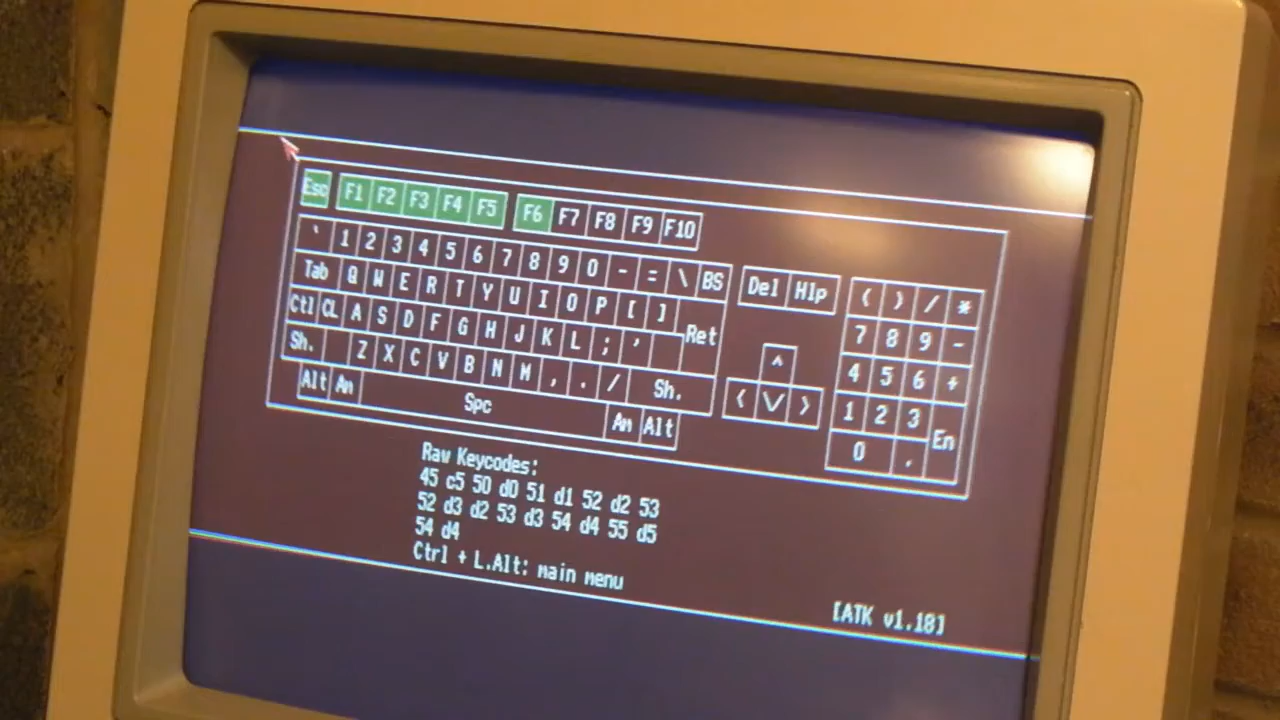 Esc F1 F2 F3 F4 F5 F6 F7 F8 F9 F10
` 1 2 3 4 5 6 7 8 9 0 - = \ BS Del Hlp ( ) / *
Tab Q W E R T Y U I O P [ ] Ret 7 8 9 -
Ctl CL A S D F G H J K L ; ' ^ 4 5 6 +
Sh. Z X C V B N M , . / Sh. < V > 1 2 3 En
Alt Am Spc Am Alt 0 .
Raw Keycodes:
45 c5 50 d0 51 d1 52 d2 53
52 d3 d2 53 d3 54 d4 55 d5
54 d4
Ctrl + L.Alt: main menu
[ATK v1.18]